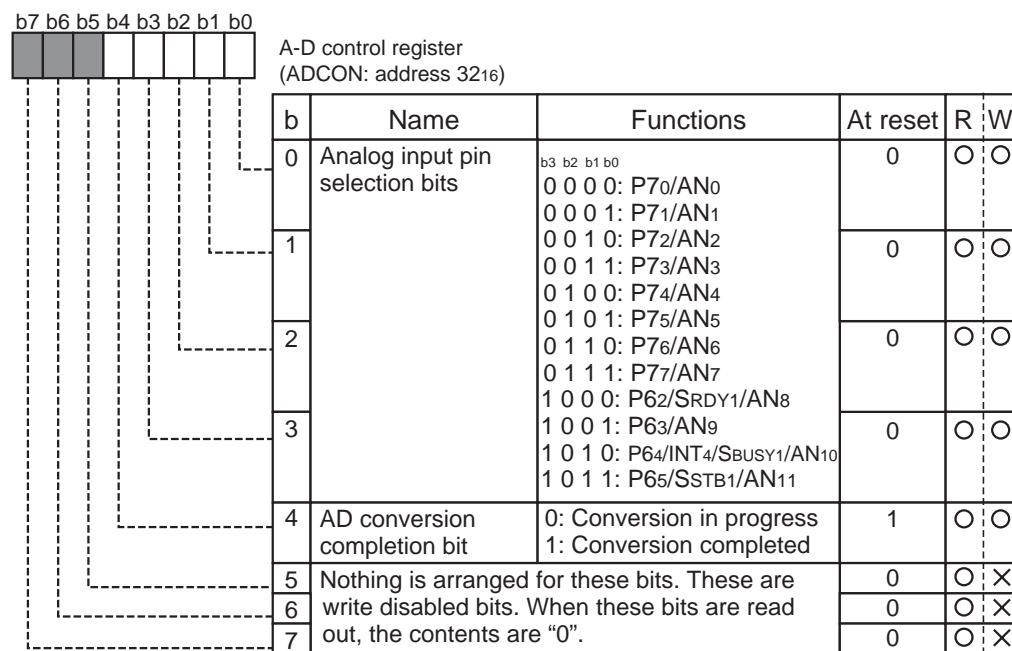 b7 b6 b5 b4 b3 b2 b1 b0
A-D control register
(ADCON: address 3216)
b Name Functions At reset R W
0 Analog input pin selection bits
b3 b2 b1 b0
0 0 0 0: P70/AN0
0 0 0 1: P71/AN1
0 0 1 0: P72/AN2
0 0 1 1: P73/AN3
0 1 0 0: P74/AN4
0 1 0 1: P75/AN5
0 1 1 0: P76/AN6
0 1 1 1: P77/AN7
1 0 0 0: P62/SRDY1/AN8
1 0 0 1: P63/AN9
1 0 1 0: P64/INT4/SBUSY1/AN10
1 0 1 1: P65/SSTB1/AN11
0 O O
1 0 O O
2 0 O O
3 0 O O
4 AD conversion completion bit
0: Conversion in progress
1: Conversion completed
1 O O
5 Nothing is arranged for these bits. These are 0 O ×
6 write disabled bits. When these bits are read 0 O ×
7 out, the contents are “0”. 0 O ×